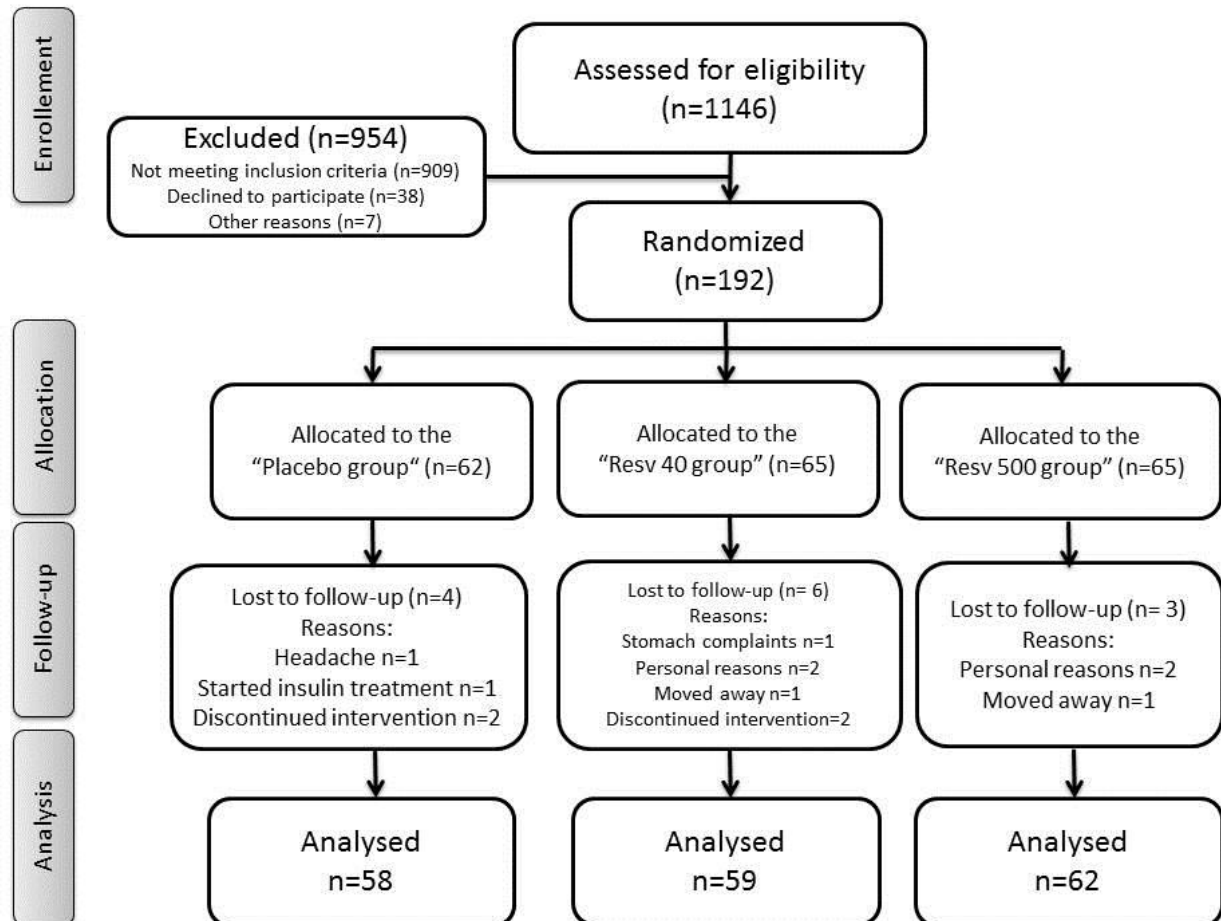 Enrollement
Assessed for eligibility
(n=1146)
Excluded (n=954)
Not meeting inclusion criteria (n=909)
Declined to participate (n=38)
Other reasons (n=7)
Randomized
(n=192)
Allocation
Allocated to the
“Placebo group“ (n=62)
Allocated to the
“Resv 40 group” (n=65)
Allocated to the
“Resv 500 group” (n=65)
Follow-up
Lost to follow-up (n=4)
Reasons:
Headache n=1
Started insulin treatment n=1
Discontinued intervention n=2
Lost to follow-up (n= 6)
Reasons:
Stomach complaints n=1
Personal reasons n=2
Moved away n=1
Discontinued intervention=2
Lost to follow-up (n= 3)
Reasons:
Personal reasons n=2
Moved away n=1
Analysis
Analysed
n=58
Analysed
n=59
Analysed
n=62